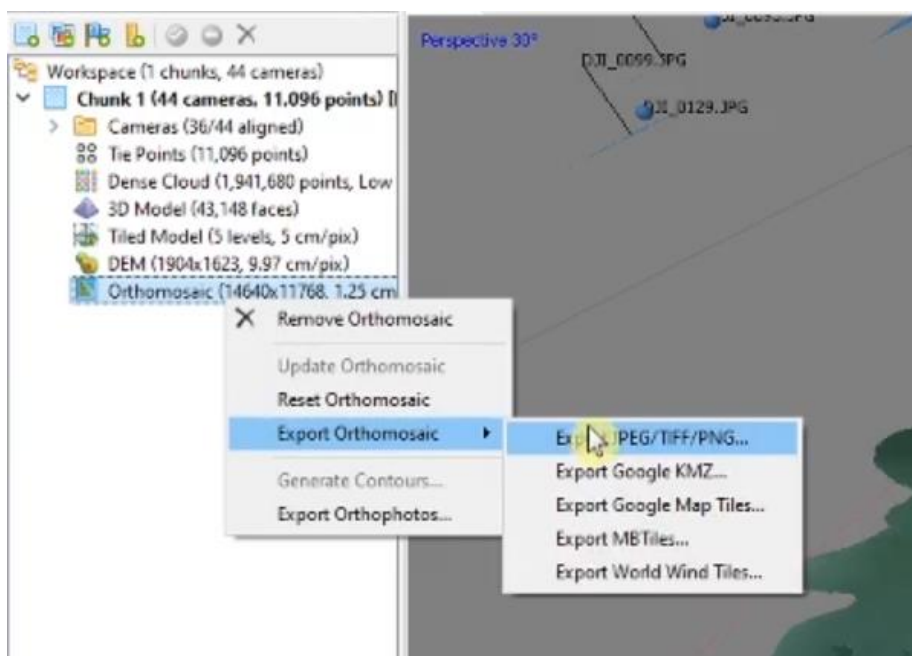 JI_0095.JPG
Perspective 30°
DJI_0099.JPG
DJI_0129.JPG
Workspace (1 chunks, 44 cameras)
Chunk 1 (44 cameras, 11,096 points) [
Cameras (36/44 aligned)
Tie Points (11,096 points)
Dense Cloud (1,941,680 points, Low
3D Model (43,148 faces)
Tiled Model (5 levels, 5 cm/pix)
DEM (1904x1623, 9.97 cm/pix)
Orthomosaic (14640x11768, 1.25 cm
Remove Orthomosaic
Update Orthomosaic
Reset Orthomosaic
Export Orthomosaic
Generate Contours...
Export Orthophotos...
Export JPEG/TIFF/PNG...
Export Google KMZ...
Export Google Map Tiles...
Export MBTiles...
Export World Wind Tiles...